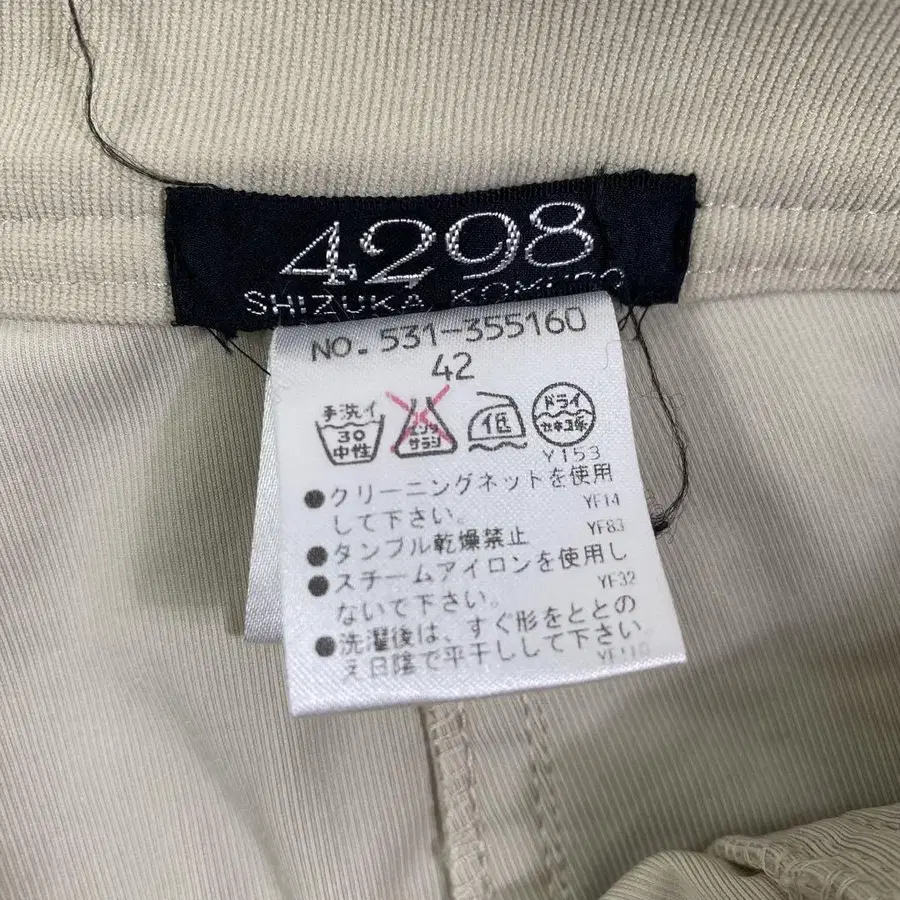 4298
SHIZUKA KOMURO
NO. 531-355160
42
手洗イ
30
中性
エンソ
サラシ
低
ドライ
セキユ系
Y153
●クリーニングネットを使用
して下さい。
YF14
●タンブル乾燥禁止
YF83
●スチームアイロンを使用し
ないて下さい。
YF32
●洗濯後は、すぐ形をととの
え日陰で平干しして下さい